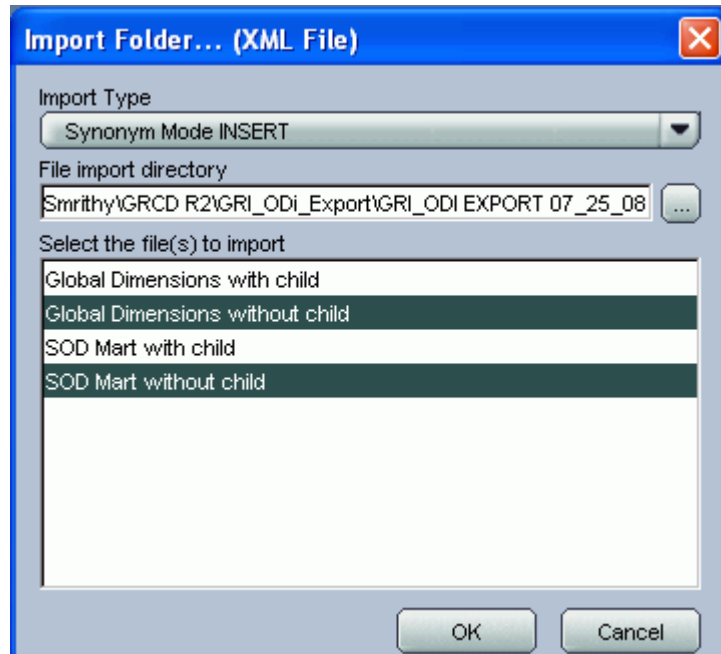 Import Folder... (XML File)
Import Type
Synonym Mode INSERT
File import directory
Smrithy\GRCD R2\GRI_ODi_Export\GRI_ODI EXPORT 07_25_08
...
Select the file(s) to import
Global Dimensions with child
Global Dimensions without child
SOD Mart with child
SOD Mart without child
OK
Cancel